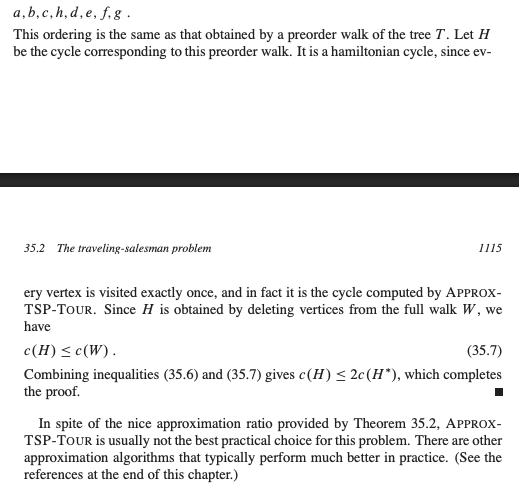 a, b, c, h, d, e, f, g .
This ordering is the same as that obtained by a preorder walk of the tree T. Let H
be the cycle corresponding to this preorder walk. It is a hamiltonian cycle, since ev-
35.2 The traveling-salesman problem 1115
ery vertex is visited exactly once, and in fact it is the cycle computed by APPROX-
TSP-TOUR. Since H is obtained by deleting vertices from the full walk W, we
have
c(H) ≤ c(W) . (35.7)
Combining inequalities (35.6) and (35.7) gives c(H) ≤ 2c(H*), which completes
the proof. ■
In spite of the nice approximation ratio provided by Theorem 35.2, APPROX-
TSP-TOUR is usually not the best practical choice for this problem. There are other
approximation algorithms that typically perform much better in practice. (See the
references at the end of this chapter.)